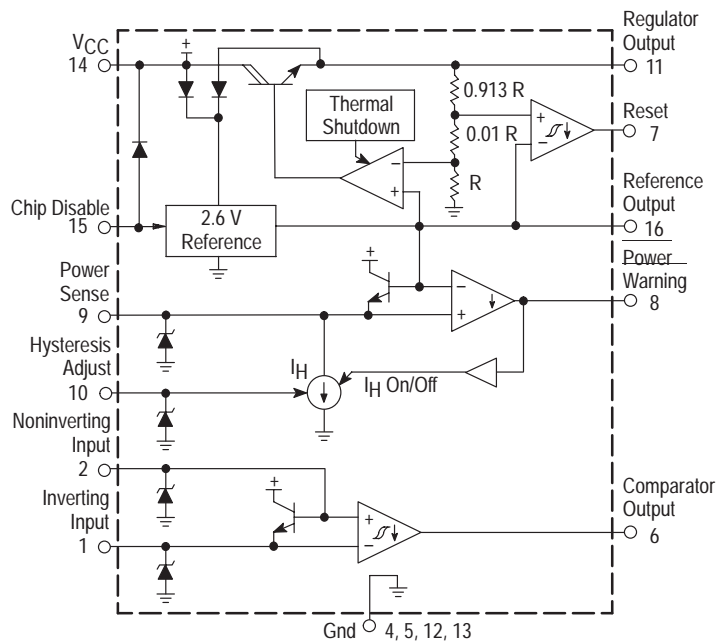 VCC
14
+
Regulator
Output
11
0.913 R
Thermal
Shutdown
0.01 R
+
−
Reset
7
−
+
R
Reference
Output
16
Chip Disable
15
2.6 V
Reference
Power
Sense
9
+
−
+
Power
Warning
8
Hysteresis
Adjust
10
IH
IH On/Off
Noninverting
Input
2
Inverting
Input
1
+
+
−
Comparator
Output
6
Gnd
4, 5, 12, 13